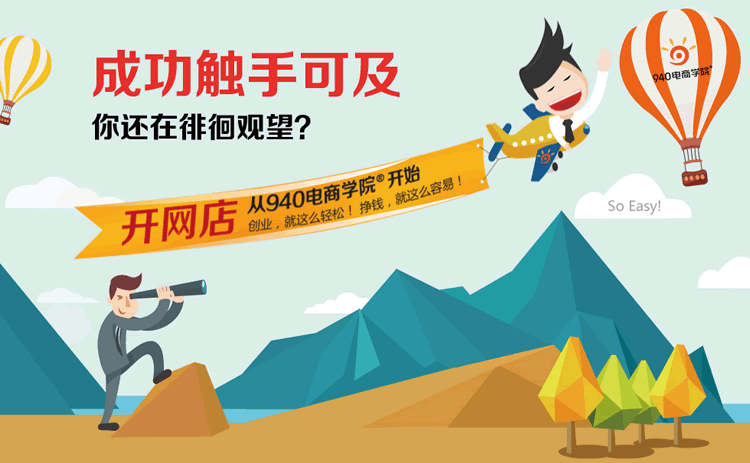 成功触手可及
你还在徘徊观望?
940电商学院®
So Easy!
开网店
从940电商学院®开始
创业，就这么轻松！挣钱，就这么容易！